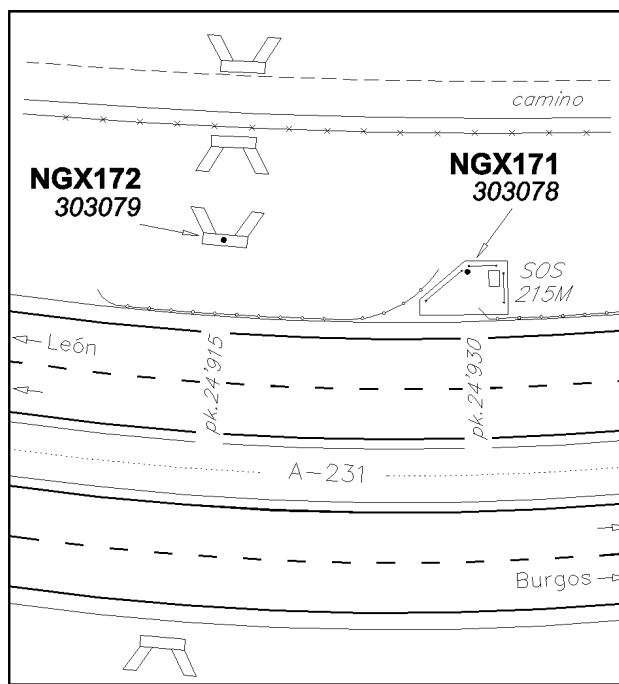 camino
NGX172
303079
NGX171
303078
SOS
215M
León
pk.24'915
pk.24'930
A-231
Burgos